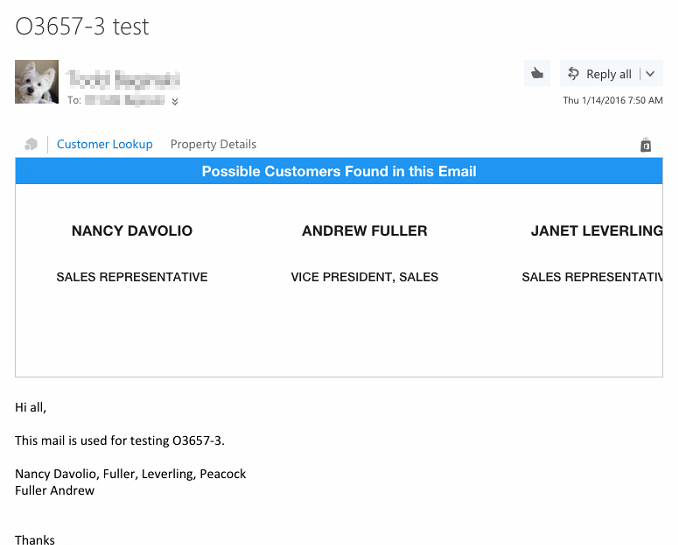 O3657-3 test
To:
Reply all
Thu 1/14/2016 7:50 AM
Customer Lookup Property Details
Possible Customers Found in this Email
NANCY DAVOLIO ANDREW FULLER JANET LEVERLING
SALES REPRESENTATIVE VICE PRESIDENT, SALES SALES REPRESENTATIV
Hi all,
This mail is used for testing O3657-3.
Nancy Davolio, Fuller, Leverling, Peacock
Fuller Andrew
Thanks